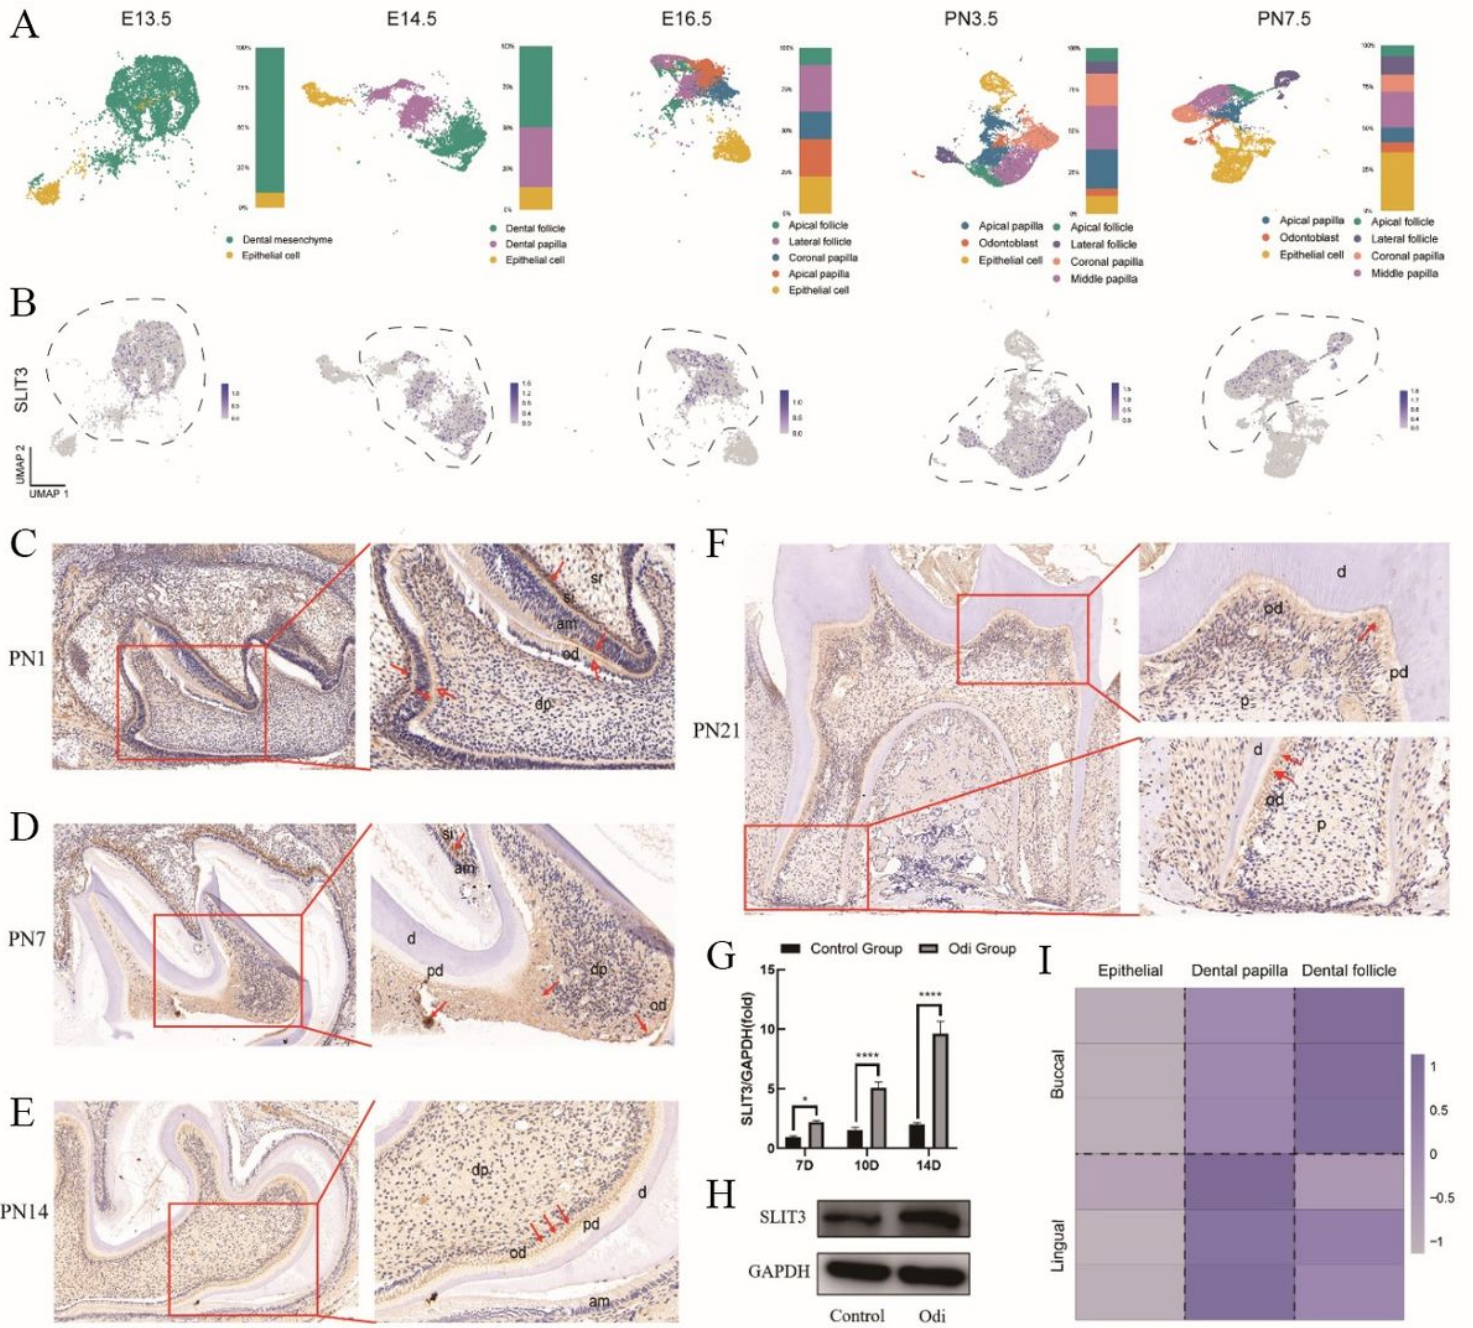 A
E13.5
E14.5
E16.5
PN3.5
PN7.5
100%
75%
50%
25%
0%
Dental mesenchyme
Epithelial cell
Dental follicle
Dental papilla
Epithelial cell
Apical follicle
Lateral follicle
Coronal papilla
Apical papilla
Epithelial cell
Apical papilla
Odontoblast
Epithelial cell
Apical follicle
Lateral follicle
Coronal papilla
Middle papilla
Apical papilla
Odontoblast
Epithelial cell
Apical follicle
Lateral follicle
Coronal papilla
Middle papilla
B
SLIT3
UMAP 2
UMAP 1
C
PN1
sr
si
am
od
dp
D
PN7
si
am
d
pd
dp
od
E
PN14
dp
d
pd
od
am
F
PN21
d
od
pd
p
d
od
p
G
Control Group
Odi Group
SLIT3/GAPDH(fold)
15
10
5
0
*
****
****
7D
10D
14D
H
SLIT3
GAPDH
Control
Odi
I
Epithelial
Dental papilla
Dental follicle
Buccal
Lingual
1
0.5
0
−0.5
−1